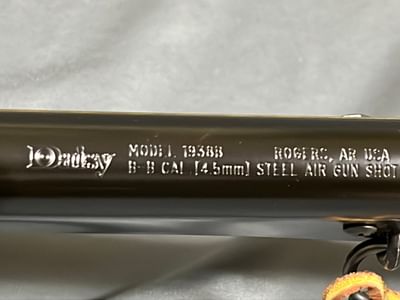 Daisy
MODEL 1938B ROGERS, AR USA
B·B CAL [4.5mm] STEEL AIR GUN SHOT